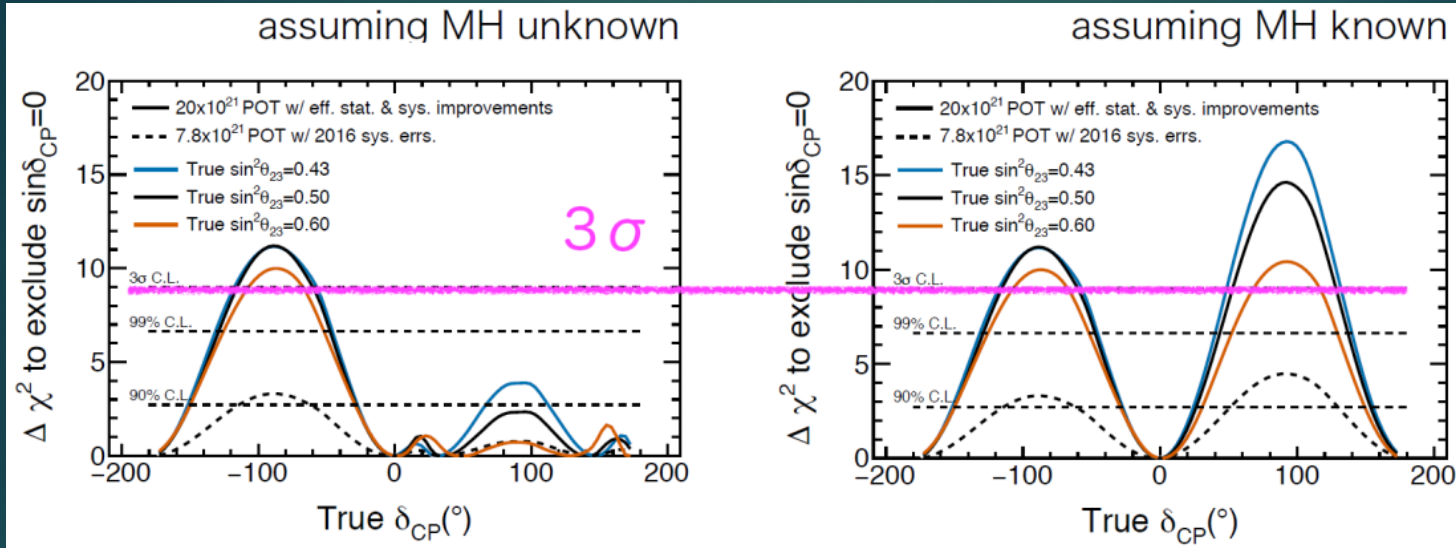 assuming MH unknown
Δ χ² to exclude sinδCP=0
20
15
10
5
0
20x10²¹ POT w/ eff. stat. & sys. improvements
7.8x10²¹ POT w/ 2016 sys. errs.
True sin²θ₂₃=0.43
True sin²θ₂₃=0.50
True sin²θ₂₃=0.60
3σ
3σ C.L.
99% C.L.
90% C.L.
−200 −100 0 100 200
True δCP(°)
assuming MH known
Δ χ² to exclude sinδCP=0
20
15
10
5
0
20x10²¹ POT w/ eff. stat. & sys. improvements
7.8x10²¹ POT w/ 2016 sys. errs.
True sin²θ₂₃=0.43
True sin²θ₂₃=0.50
True sin²θ₂₃=0.60
3σ C.L.
99% C.L.
90% C.L.
−200 −100 0 100 200
True δCP(°)